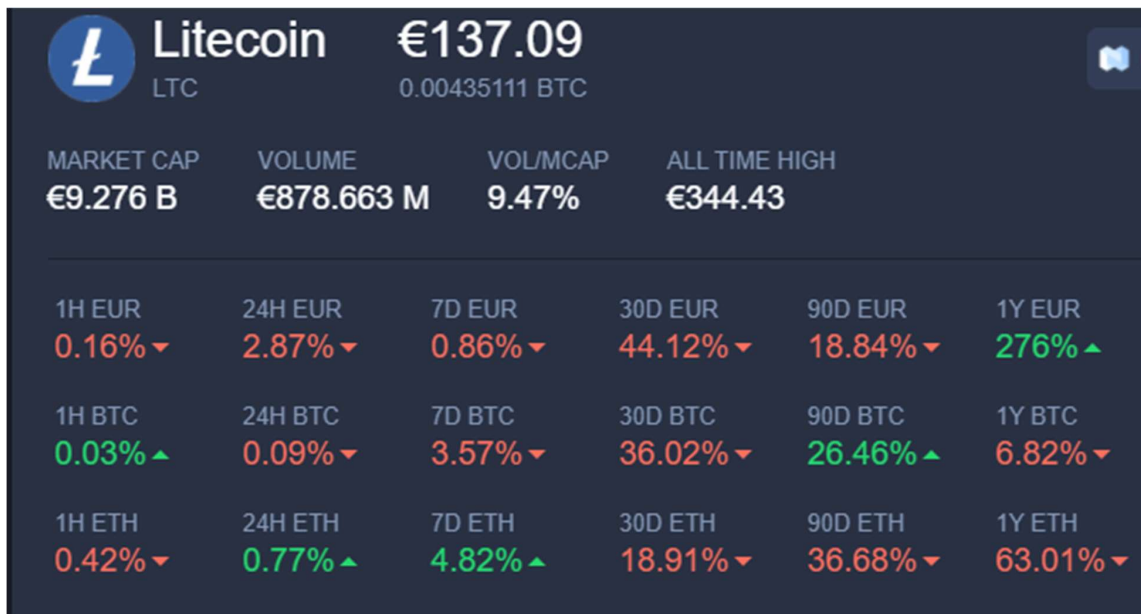 Litecoin €137.09
LTC 0.00435111 BTC
MARKET CAP VOLUME VOL/MCAP ALL TIME HIGH
€9.276 B €878.663 M 9.47% €344.43
1H EUR 24H EUR 7D EUR 30D EUR 90D EUR 1Y EUR
0.16% 2.87% 0.86% 44.12% 18.84% 276%
1H BTC 24H BTC 7D BTC 30D BTC 90D BTC 1Y BTC
0.03% 0.09% 3.57% 36.02% 26.46% 6.82%
1H ETH 24H ETH 7D ETH 30D ETH 90D ETH 1Y ETH
0.42% 0.77% 4.82% 18.91% 36.68% 63.01%